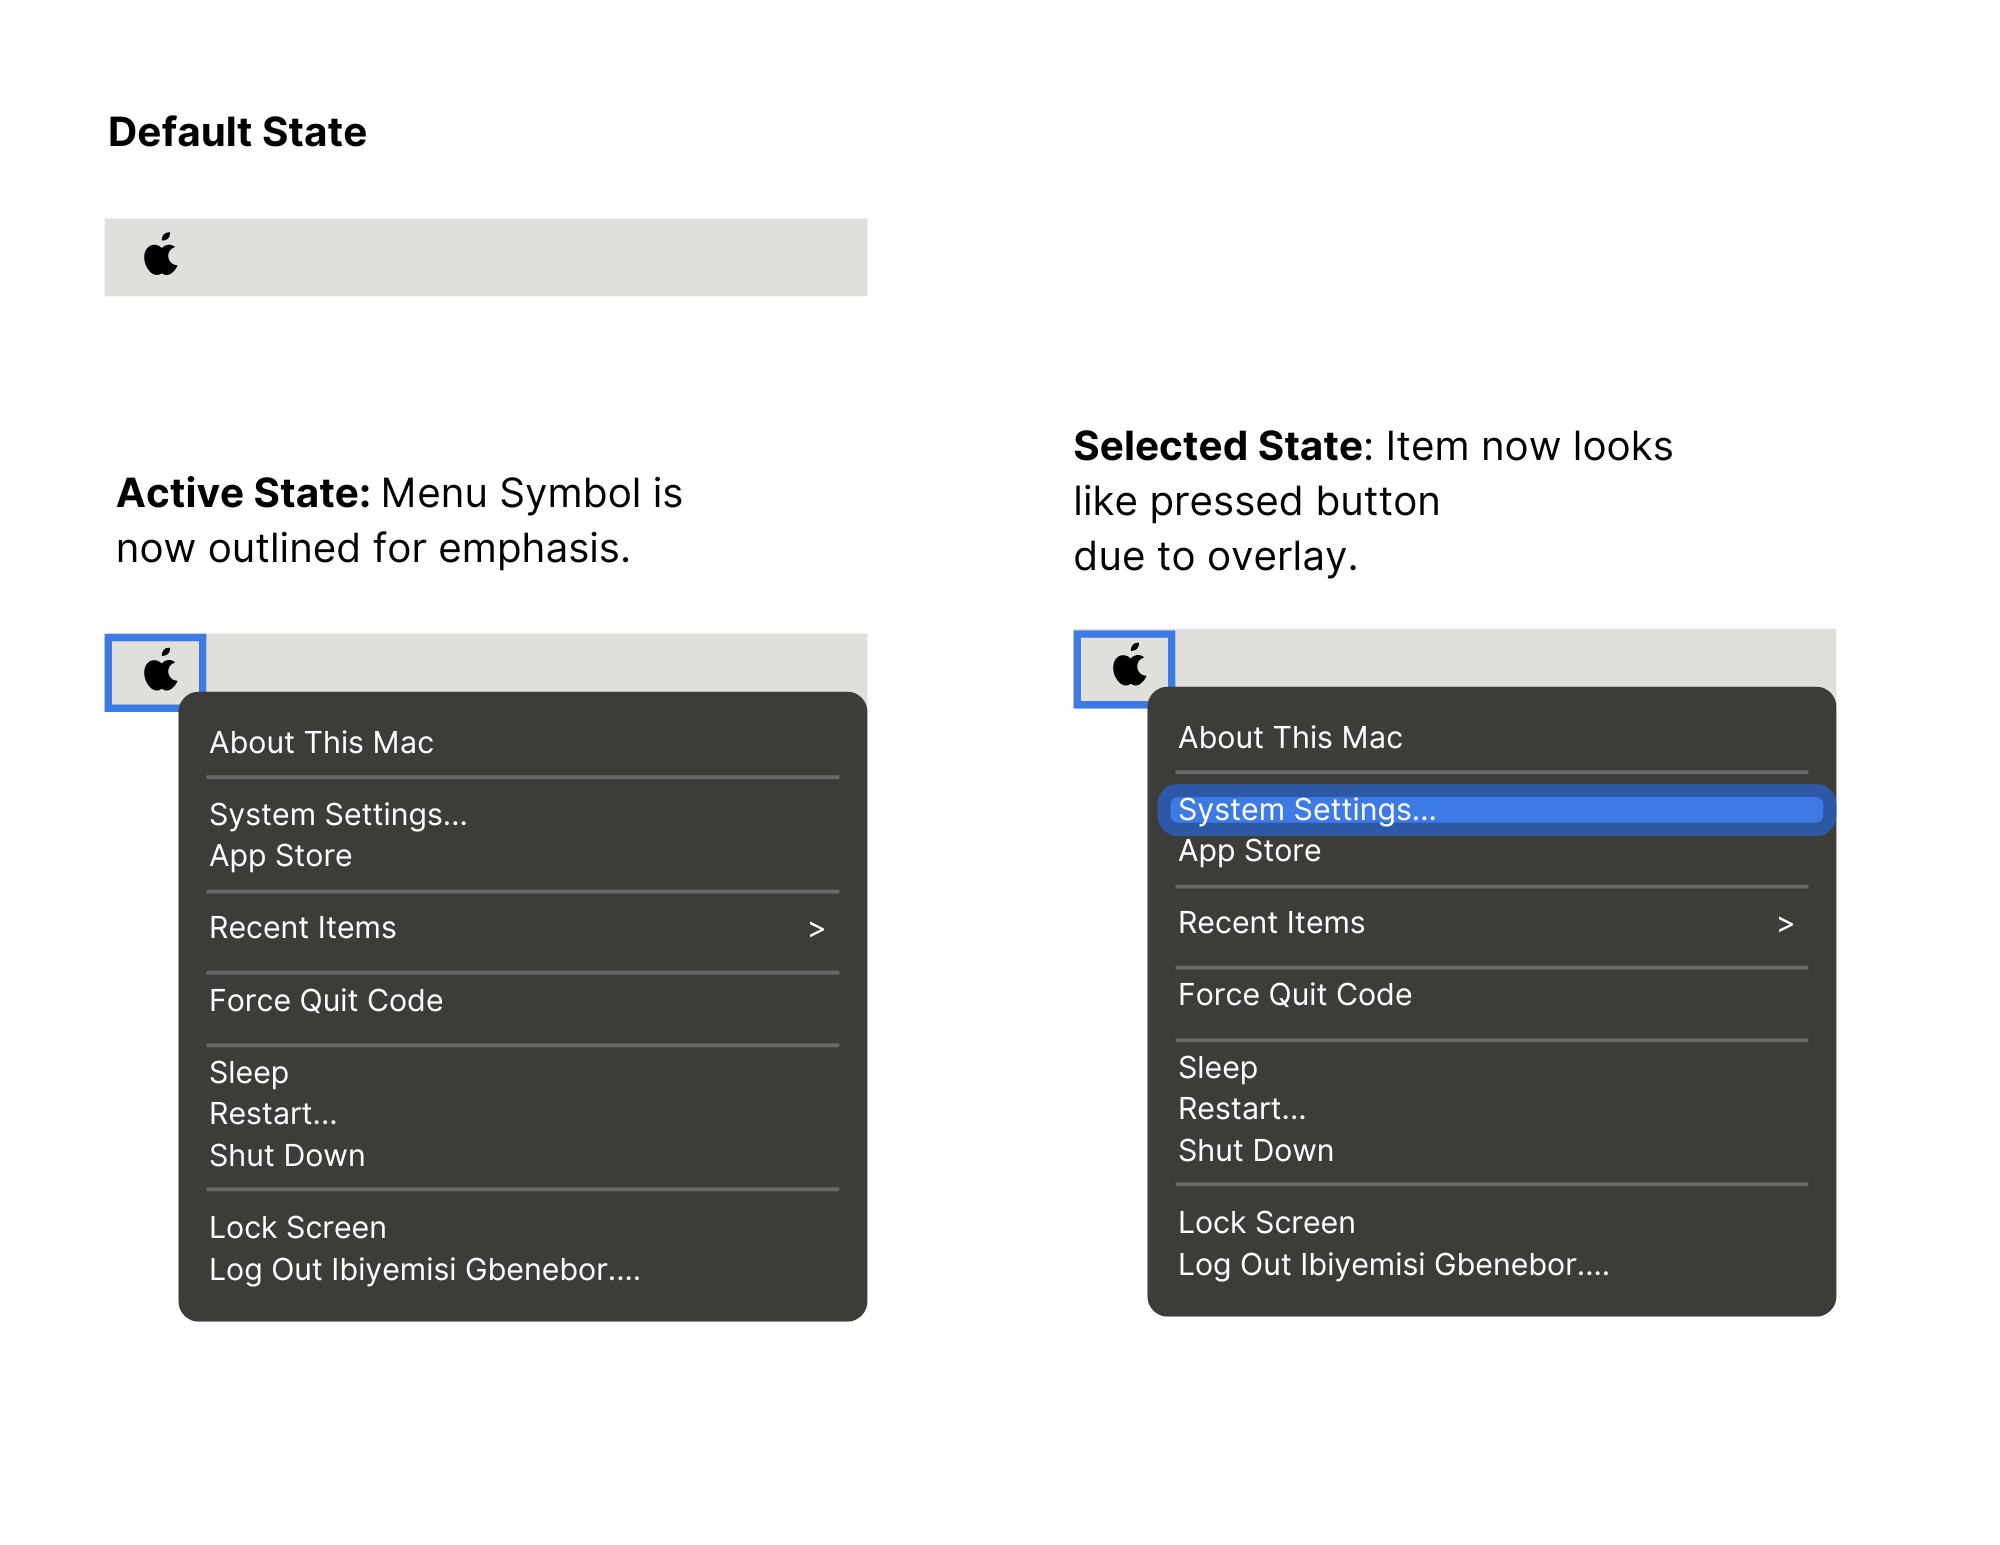 Default State
Active State: Menu Symbol is
now outlined for emphasis.
About This Mac
System Settings...
App Store
Recent Items >
Force Quit Code
Sleep
Restart...
Shut Down
Lock Screen
Log Out Ibiyemisi Gbenebor....
Selected State: Item now looks
like pressed button
due to overlay.
About This Mac
System Settings...
App Store
Recent Items >
Force Quit Code
Sleep
Restart...
Shut Down
Lock Screen
Log Out Ibiyemisi Gbenebor....